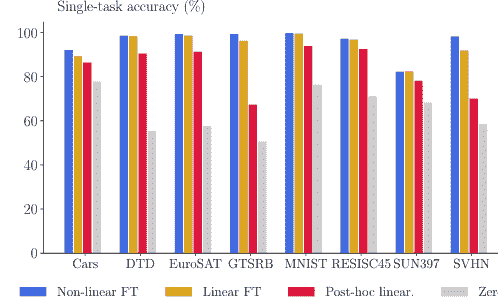 Single-task accuracy (%)
100
80
60
40
20
0
Cars DTD EuroSAT GTSRB MNIST RESISC45 SUN397 SVHN
Non-linear FT Linear FT Post-hoc linear. Zer